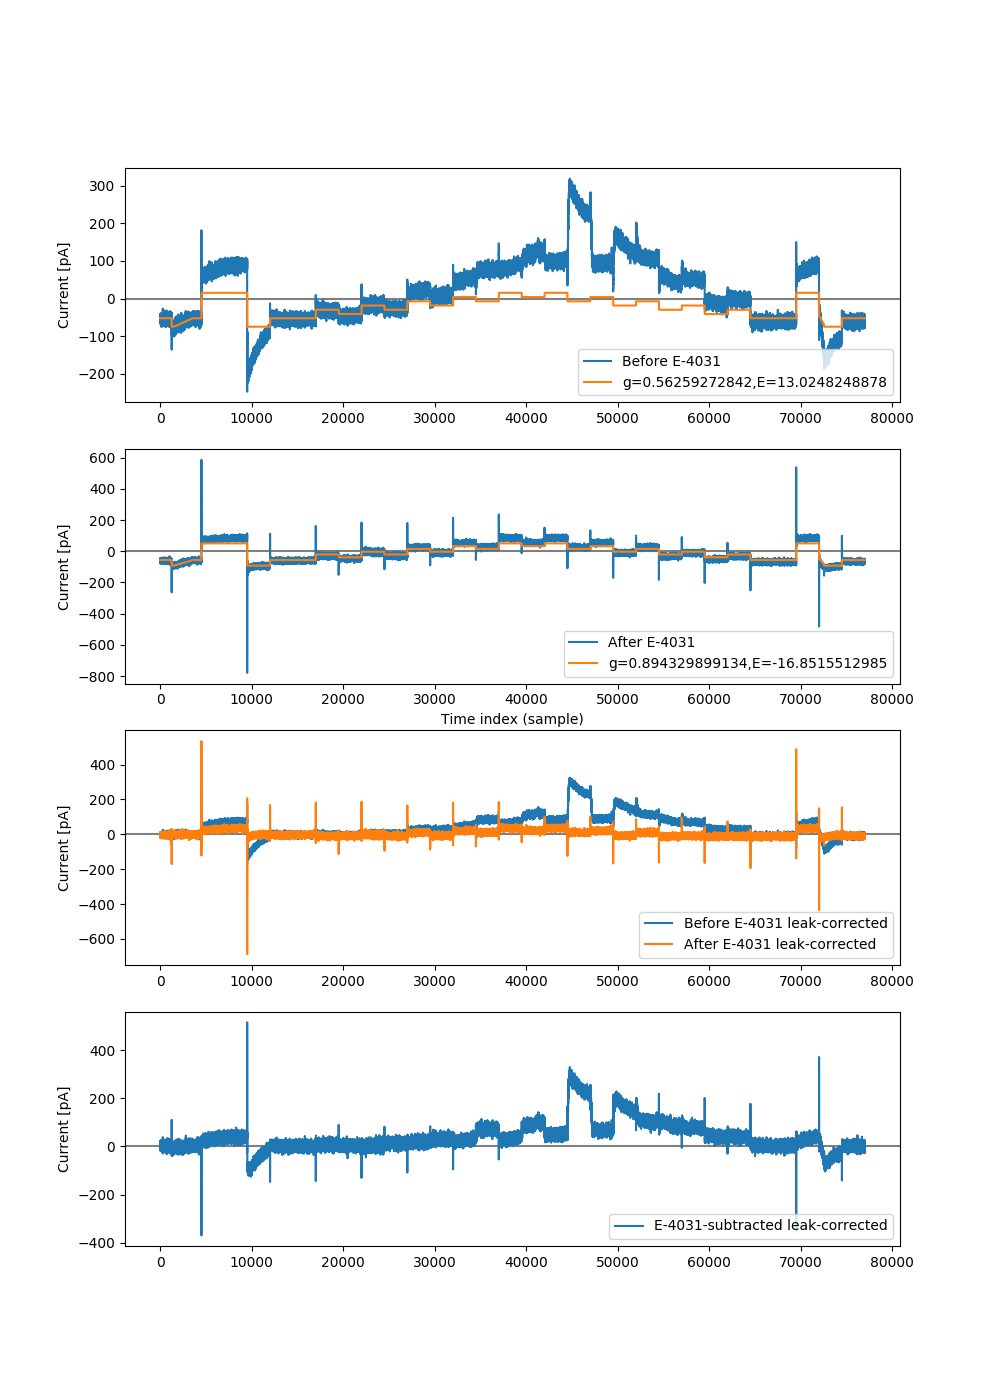 300
200
100
0
−100
−200
Current [pA]
Before E-4031
g=0.56259272842,E=13.0248248878
0 10000 20000 30000 40000 50000 60000 70000 80000
600
400
200
0
−200
−400
−600
−800
Current [pA]
After E-4031
g=0.894329899134,E=-16.8515512985
0 10000 20000 30000 40000 50000 60000 70000 80000
Time index (sample)
400
200
0
−200
−400
−600
Current [pA]
Before E-4031 leak-corrected
After E-4031 leak-corrected
0 10000 20000 30000 40000 50000 60000 70000 80000
400
200
0
−200
−400
Current [pA]
E-4031-subtracted leak-corrected
0 10000 20000 30000 40000 50000 60000 70000 80000